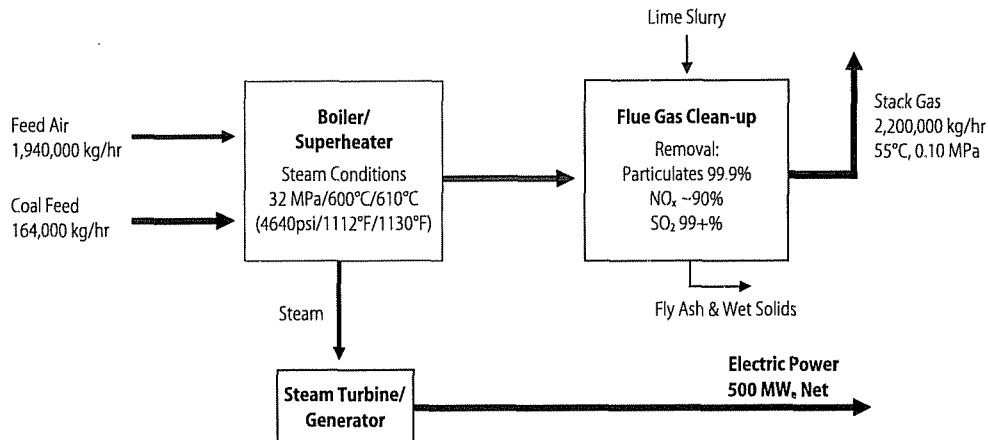 Lime Slurry
Feed Air
1,940,000 kg/hr
Coal Feed
164,000 kg/hr
Boiler/
Superheater
Steam Conditions
32 MPa/600°C/610°C
(4640psi/1112°F/1130°F)
Flue Gas Clean-up
Removal:
Particulates 99.9%
NOₓ ~90%
SO₂ 99+%
Stack Gas
2,200,000 kg/hr
55°C, 0.10 MPa
Fly Ash & Wet Solids
Steam
Steam Turbine/
Generator
Electric Power
500 MWₑ Net